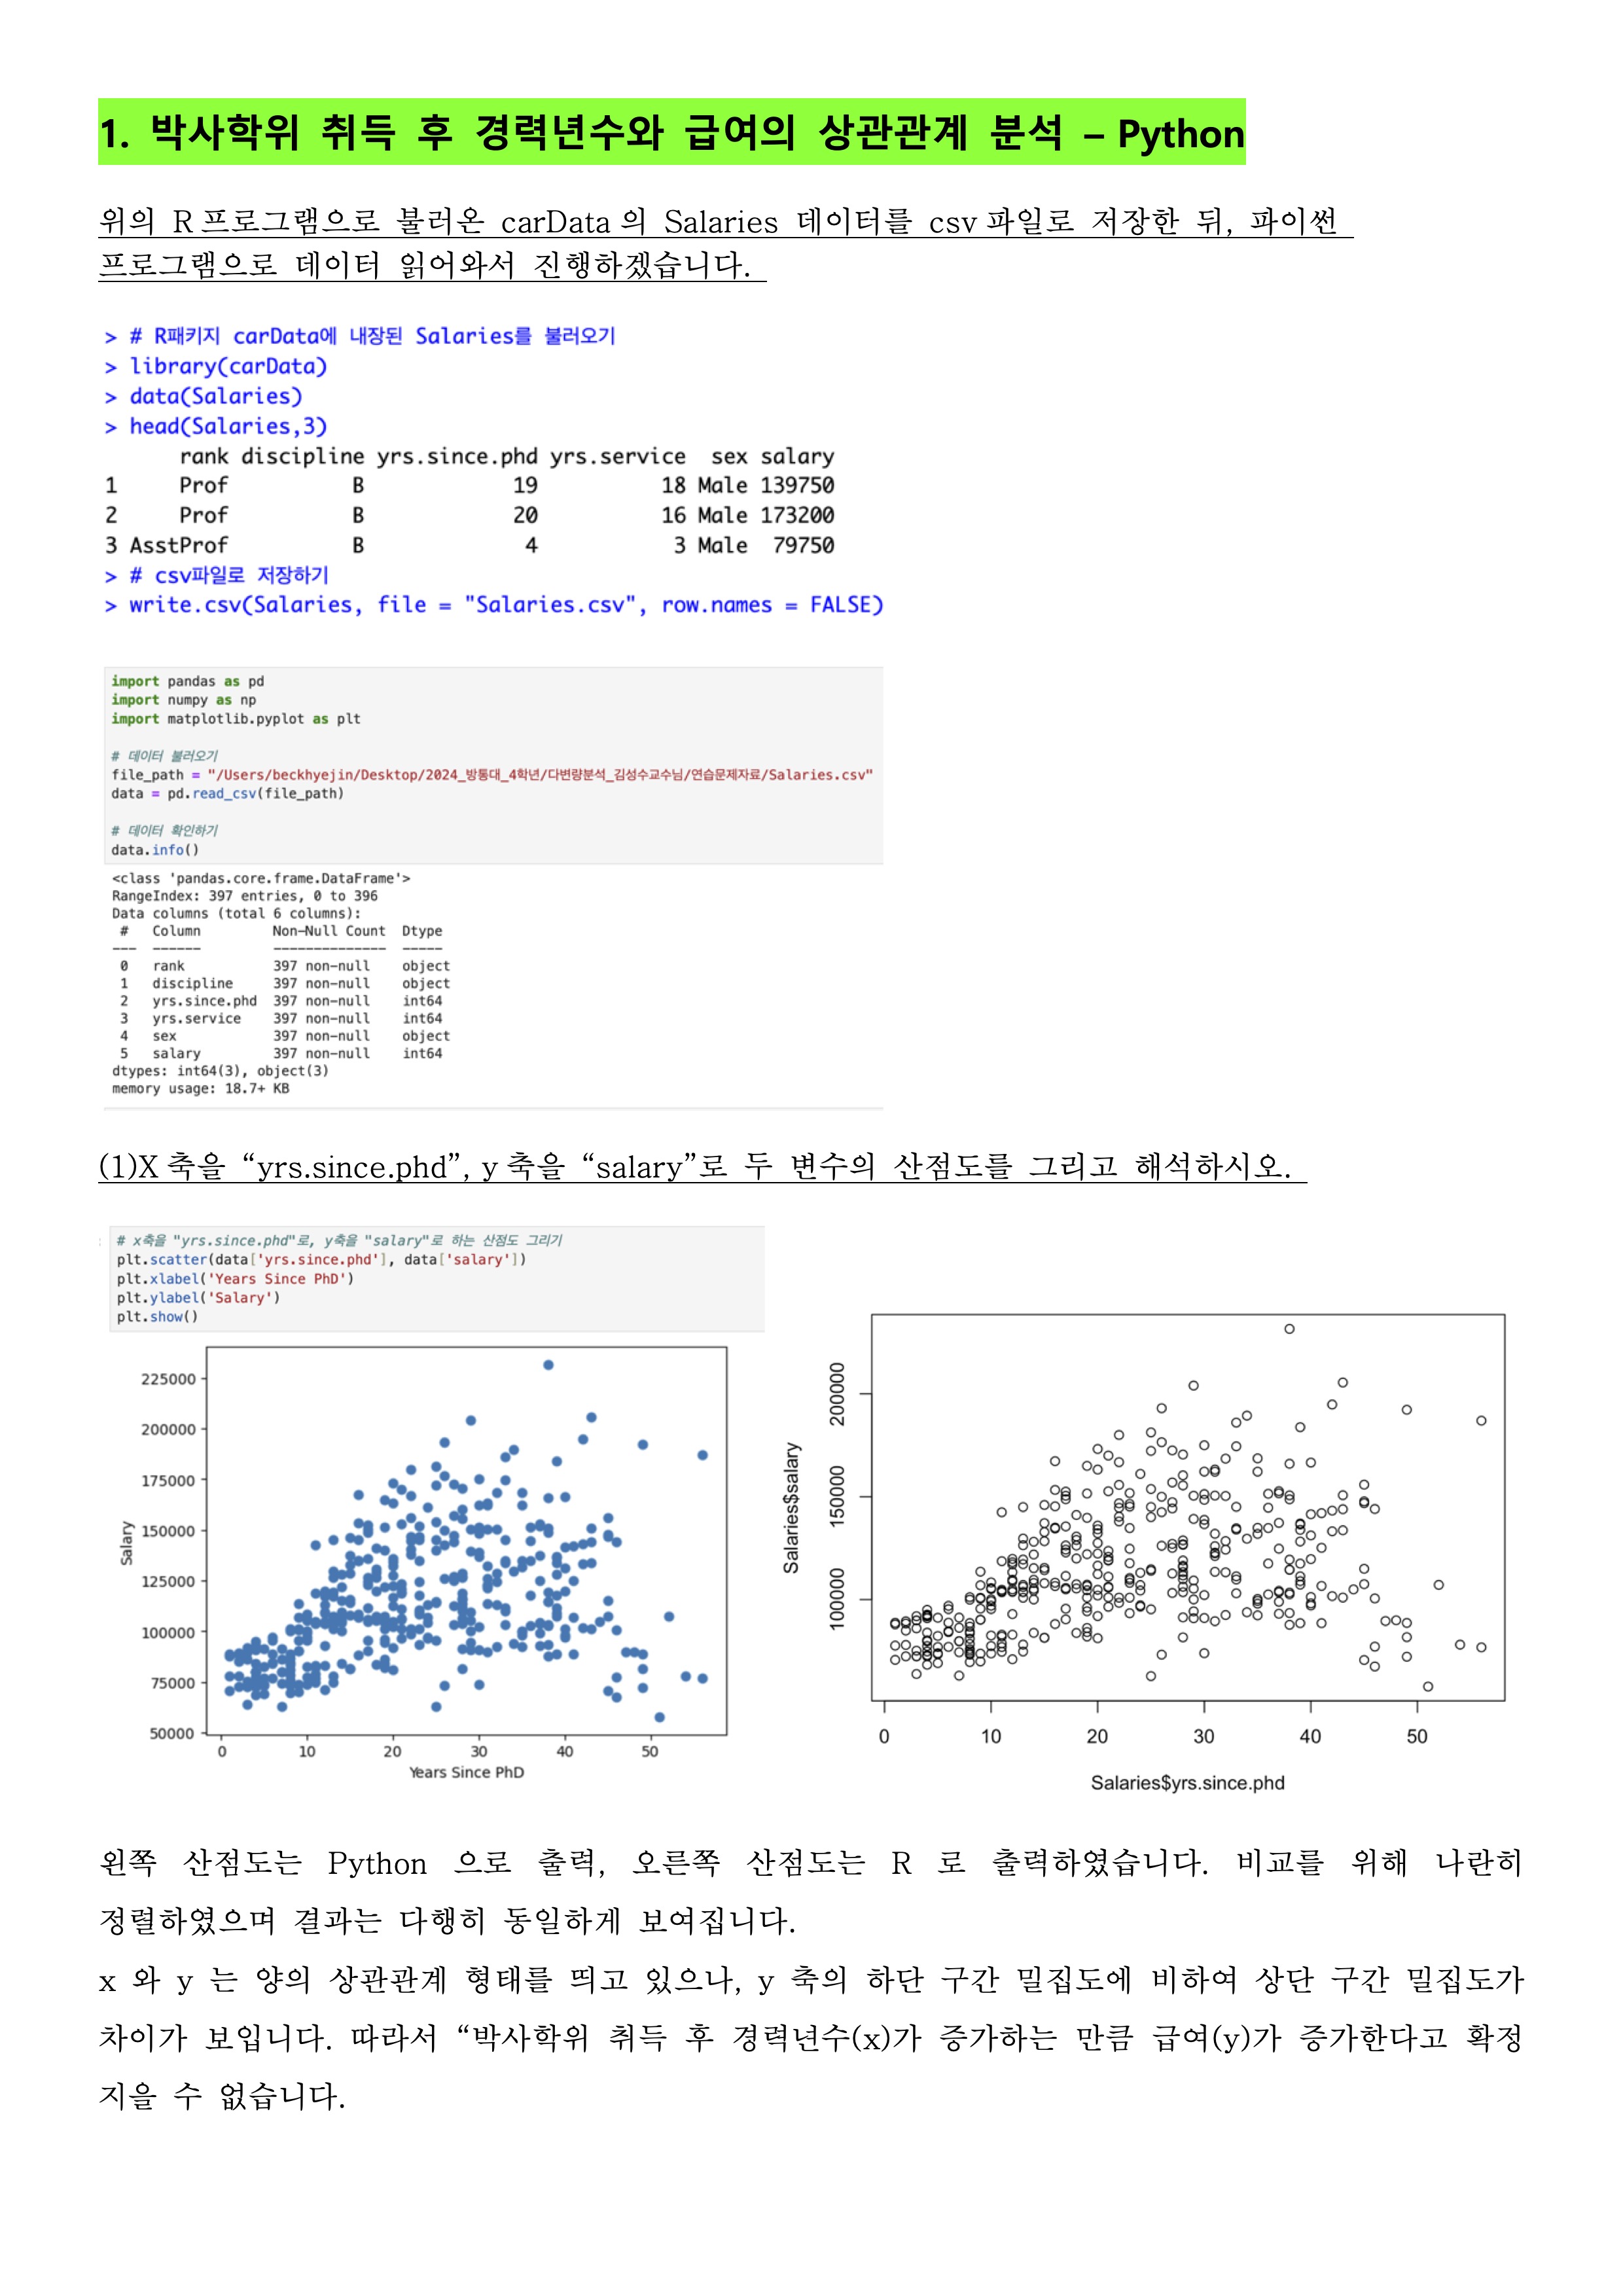 1. 박사학위 취득 후 경력년수와 급여의 상관관계 분석 – Python
위의 R프로그램으로 불러온 carData의 Salaries 데이터를 csv파일로 저장한 뒤, 파이썬
프로그램으로 데이터 읽어와서 진행하겠습니다.
> # R패키지 carData에 내장된 Salaries를 불러오기
> library(carData)
> data(Salaries)
> head(Salaries,3)
rank discipline yrs.since.phd yrs.service sex salary
1 Prof B 19 18 Male 139750
2 Prof B 20 16 Male 173200
3 AsstProf B 4 3 Male 79750
> # csv파일로 저장하기
> write.csv(Salaries, file = "Salaries.csv", row.names = FALSE)
import pandas as pd
import numpy as np
import matplotlib.pyplot as plt
# 데이터 불러오기
file_path = "/Users/beckhyejin/Desktop/2024_방통대_4학년/다변량분석_김성수교수님/연습문제자료/Salaries.csv"
data = pd.read_csv(file_path)
# 데이터 확인하기
data.info()
<class 'pandas.core.frame.DataFrame'>
RangeIndex: 397 entries, 0 to 396
Data columns (total 6 columns):
# Column Non-Null Count Dtype
--- ------ -------------- -----
0 rank 397 non-null object
1 discipline 397 non-null object
2 yrs.since.phd 397 non-null int64
3 yrs.service 397 non-null int64
4 sex 397 non-null object
5 salary 397 non-null int64
dtypes: int64(3), object(3)
memory usage: 18.7+ KB
(1)X축을 “yrs.since.phd”, y축을 “salary”로 두 변수의 산점도를 그리고 해석하시오.
# x축을 "yrs.since.phd"로, y축을 "salary"로 하는 산점도 그리기
plt.scatter(data['yrs.since.phd'], data['salary'])
plt.xlabel('Years Since PhD')
plt.ylabel('Salary')
plt.show()
225000
200000
175000
150000
125000
100000
75000
50000
Salary
0 10 20 30 40 50
Years Since PhD
200000
150000
100000
Salaries$salary
0 10 20 30 40 50
Salaries$yrs.since.phd
왼쪽 산점도는 Python 으로 출력, 오른쪽 산점도는 R 로 출력하였습니다. 비교를 위해 나란히
정렬하였으며 결과는 다행히 동일하게 보여집니다.
x 와 y 는 양의 상관관계 형태를 띄고 있으나, y 축의 하단 구간 밀집도에 비하여 상단 구간 밀집도가
차이가 보입니다. 따라서 “박사학위 취득 후 경력년수(x)가 증가하는 만큼 급여(y)가 증가한다고 확정
지을 수 없습니다.